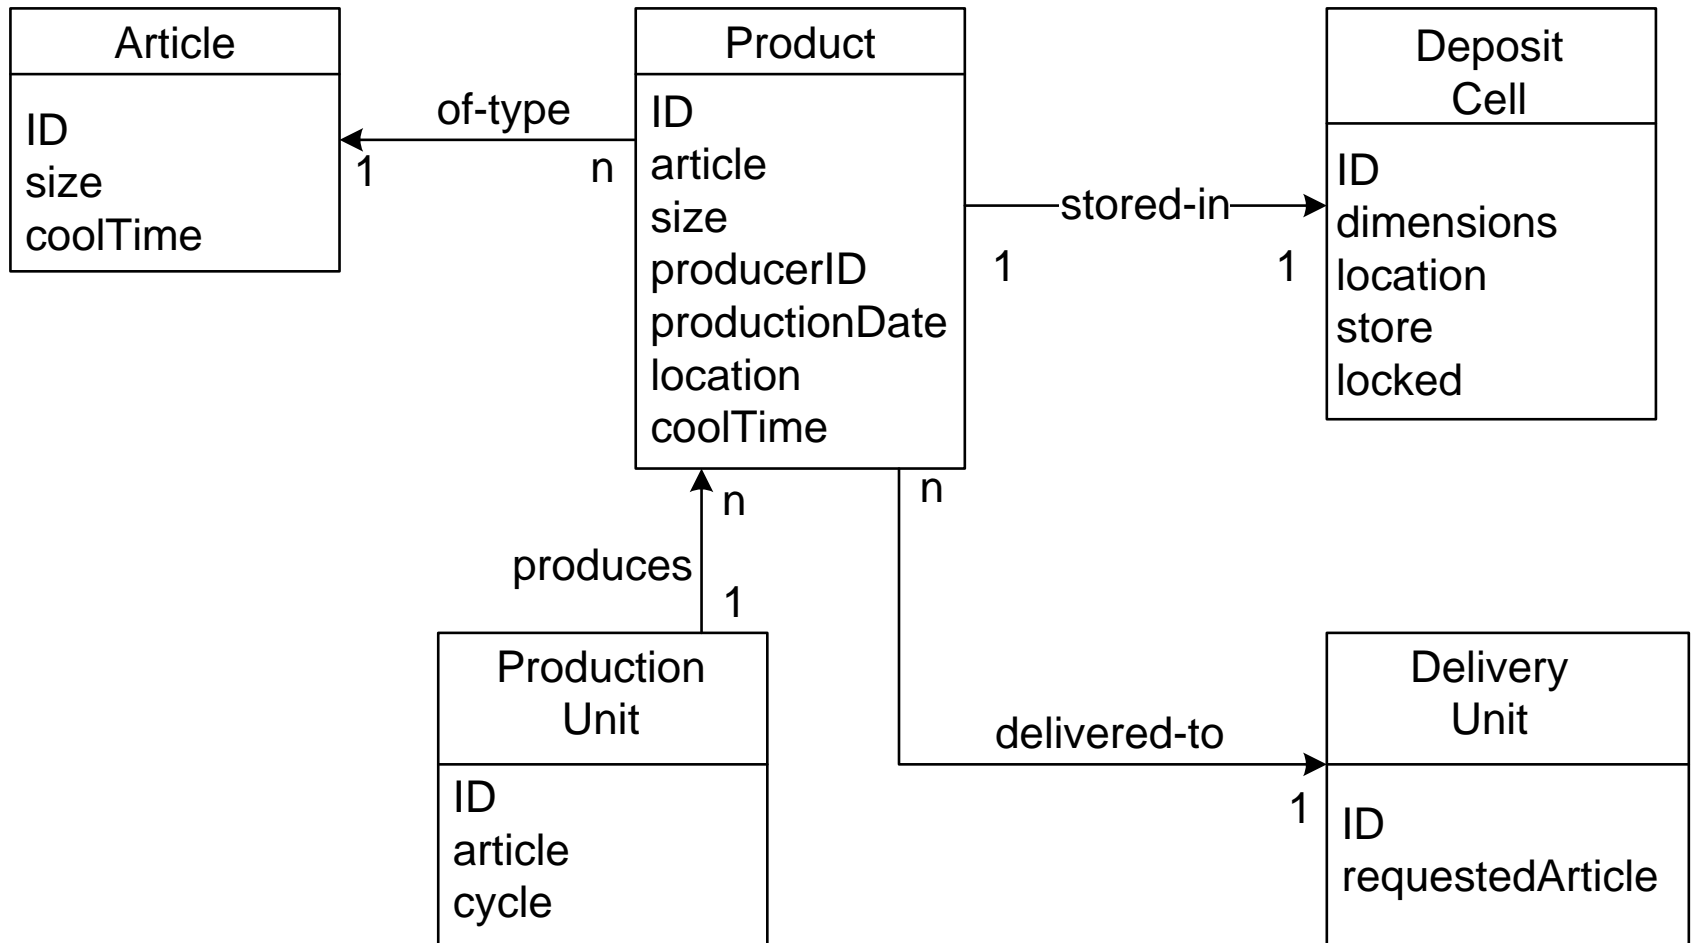 Article
ID
size
coolTime
of-type
1
n
Product
ID
article
size
producerID
productionDate
location
coolTime
stored-in
1
1
Deposit
Cell
ID
dimensions
location
store
locked
n
produces
1
n
delivered-to
1
Production
Unit
ID
article
cycle
Delivery
Unit
ID
requestedArticle